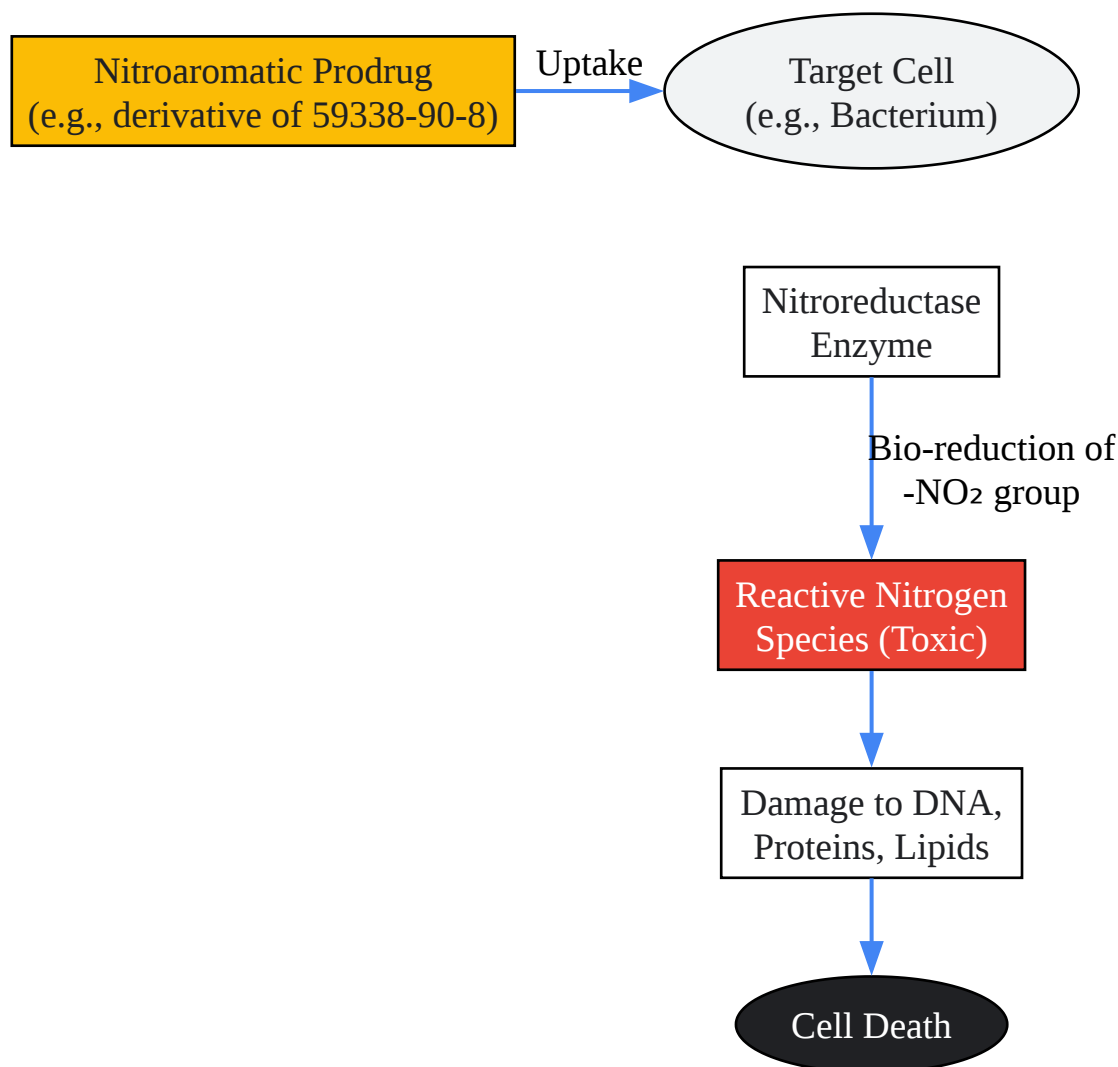 Nitroaromatic Prodrug
(e.g., derivative of 59338-90-8)
Uptake
Target Cell
(e.g., Bacterium)
Nitroreductase
Enzyme
Bio-reduction of
-NO₂ group
Reactive Nitrogen
Species (Toxic)
Damage to DNA,
Proteins, Lipids
Cell Death